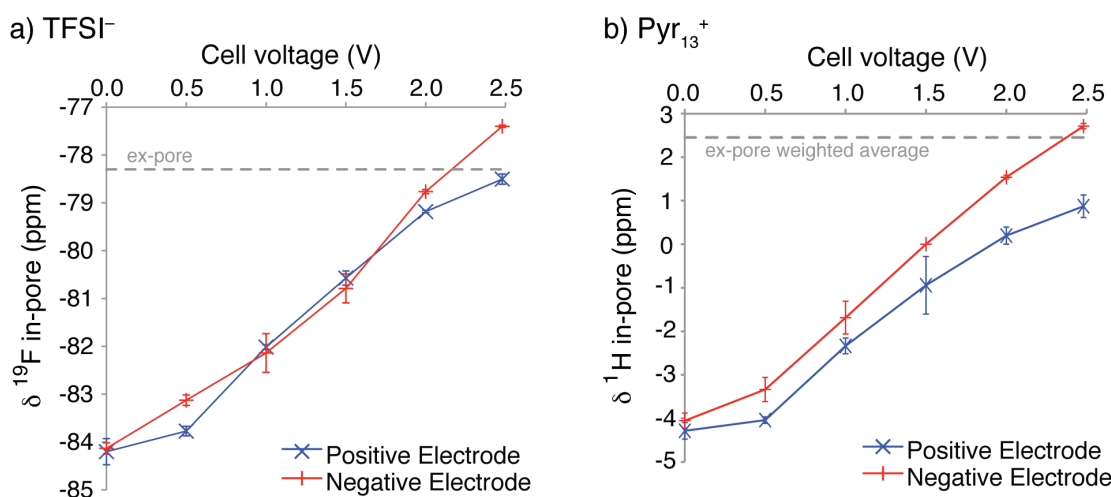 a) TFSI⁻
Cell voltage (V)
0.0 0.5 1.0 1.5 2.0 2.5
-77
-78
-79
-80
-81
-82
-83
-84
-85
δ ¹⁹F in-pore (ppm)
ex-pore
Positive Electrode
Negative Electrode
b) Pyr₁₃⁺
Cell voltage (V)
0.0 0.5 1.0 1.5 2.0 2.5
3
2
1
0
-1
-2
-3
-4
-5
δ ¹H in-pore (ppm)
ex-pore weighted average
Positive Electrode
Negative Electrode